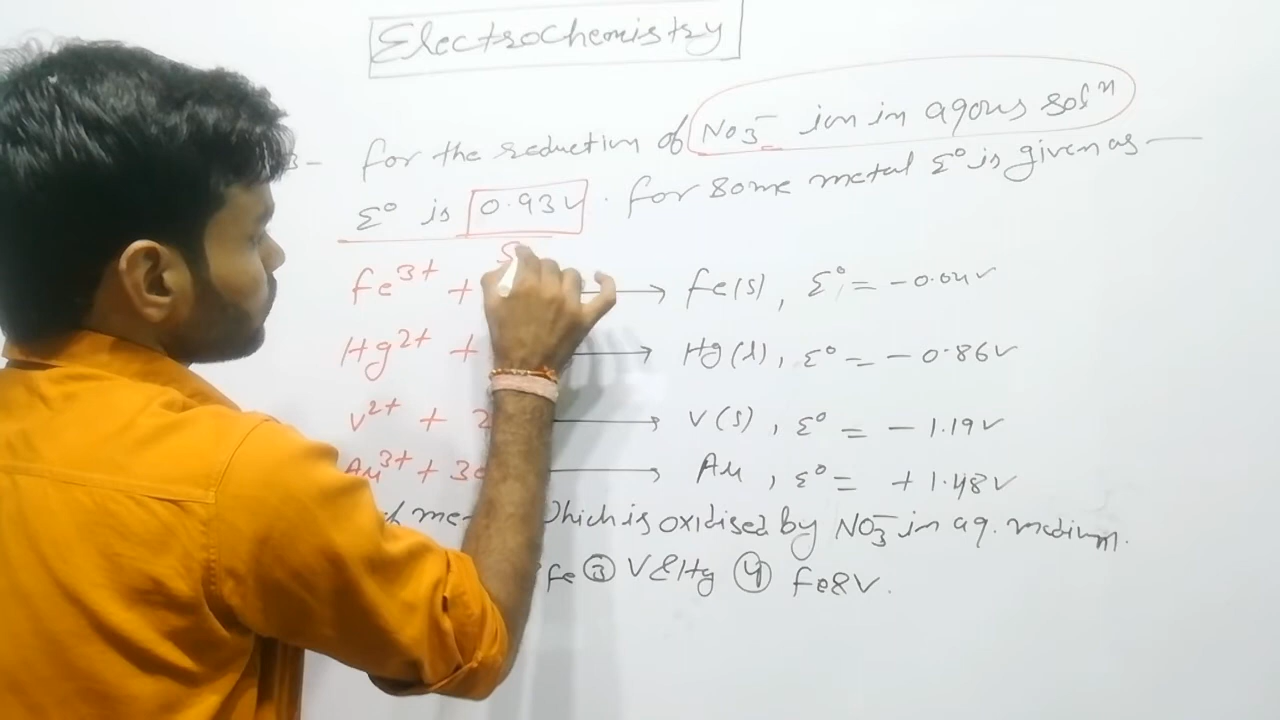 Electrochemistry
3- for the reduction of NO3⁻ ion in aqous solⁿ
Ɛ° is 0.93V. for some metal Ɛ° is given as —
Fe³⁺ + → Fe(s), Ɛ° = -0.04V
Hg²⁺ + → Hg(l), Ɛ° = -0.86V
V²⁺ + 2 → V(s), Ɛ° = -1.19V
Au³⁺ + 3e → Au, Ɛ° = +1.48V
which is oxidised by NO3⁻ in aq. medium.
Fe ③ V & Hg ④ Fe & V.